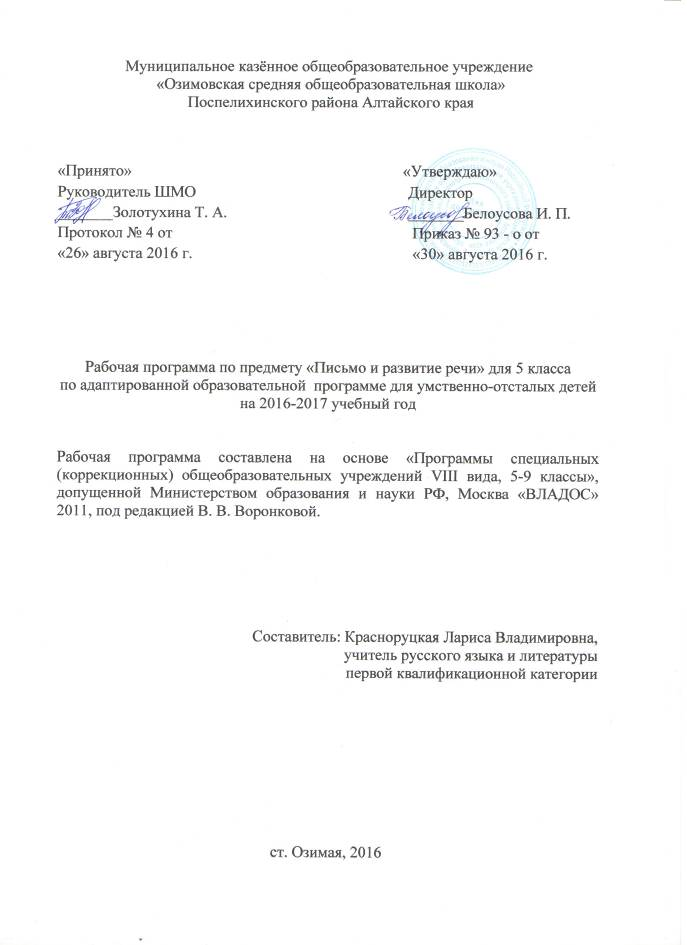 Муниципальное казённое общеобразовательное учреждение
«Озимовская средняя общеобразовательная школа»
Поспелихинского района Алтайского края
«Принято» «Утверждаю»
Руководитель ШМО Директор
Золотухина Т. А. Белоусова И. П.
Протокол № 4 от Приказ № 93 - о от
«26» августа 2016 г. «30» августа 2016 г.
Рабочая программа по предмету «Письмо и развитие речи» для 5 класса
по адаптированной образовательной программе для умственно-отсталых детей
на 2016-2017 учебный год
Рабочая программа составлена на основе «Программы специальных
(коррекционных) общеобразовательных учреждений VIII вида, 5-9 классы»,
допущенной Министерством образования и науки РФ, Москва «ВЛАДОС»
2011, под редакцией В. В. Воронковой.
Составитель: Красноруцкая Лариса Владимировна,
учитель русского языка и литературы
первой квалификационной категории
ст. Озимая, 2016